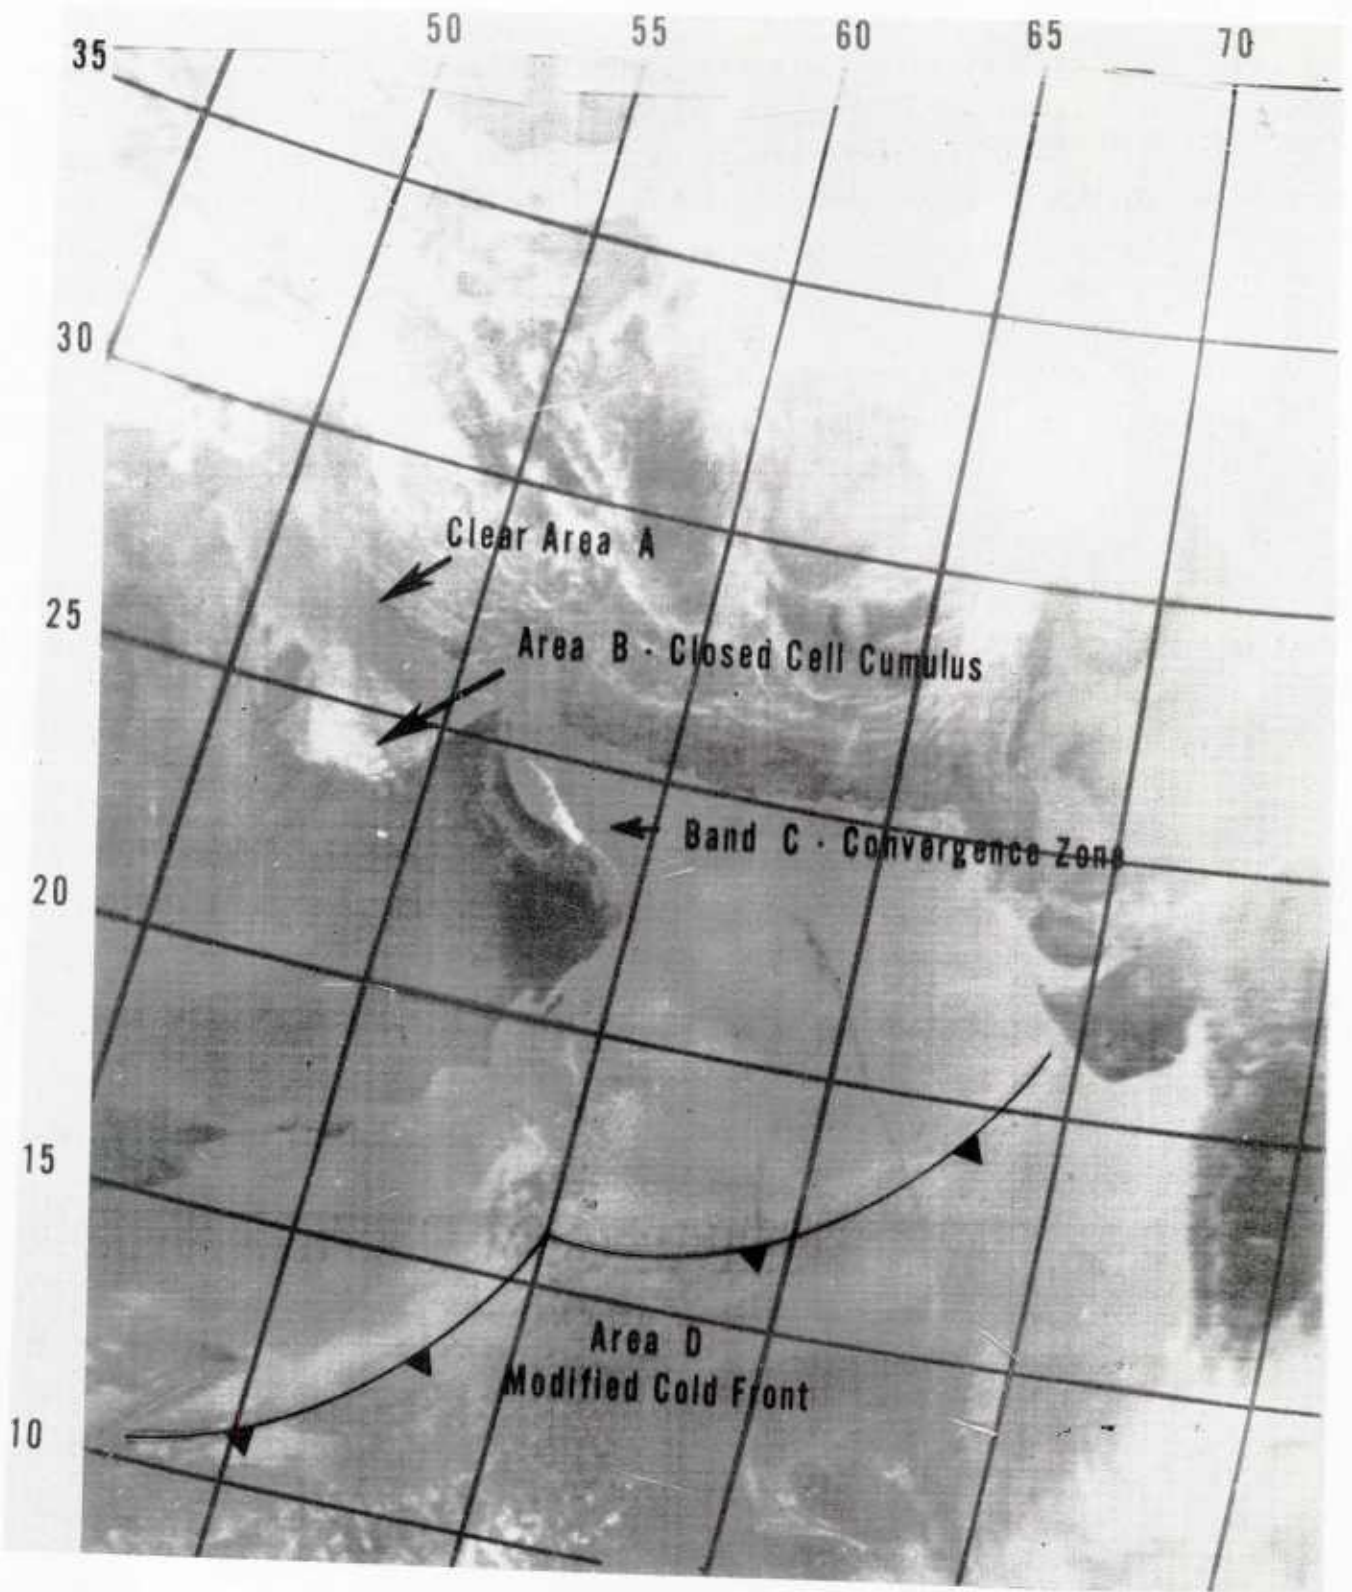 50 55 60 65 70
35
30
Clear Area A
25
Area B - Closed Cell Cumulus
Band C - Convergence Zone
20
15
Area D
Modified Cold Front
10